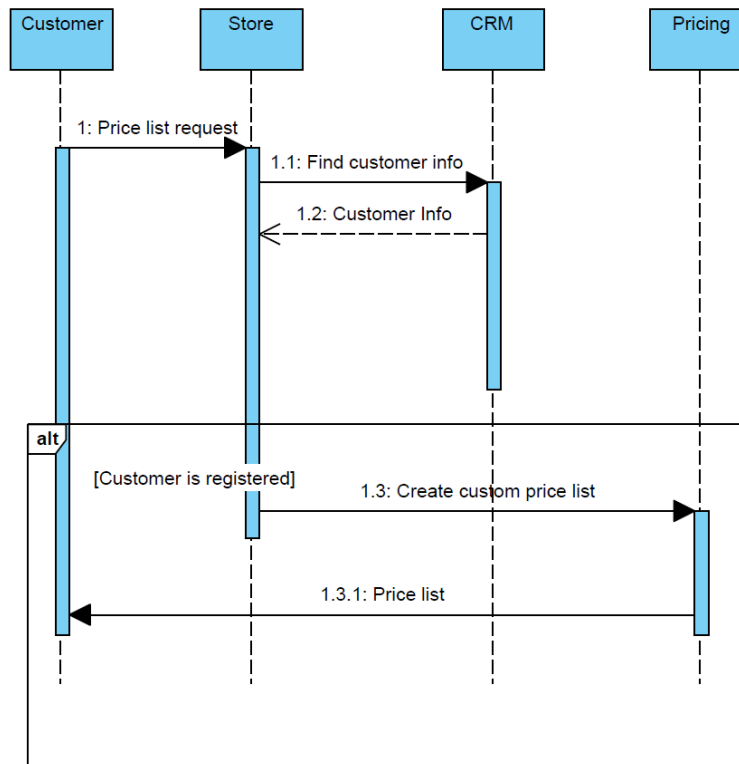 Customer
Store
CRM
Pricing
1: Price list request
1.1: Find customer info
1.2: Customer Info
alt
[Customer is registered]
1.3: Create custom price list
1.3.1: Price list